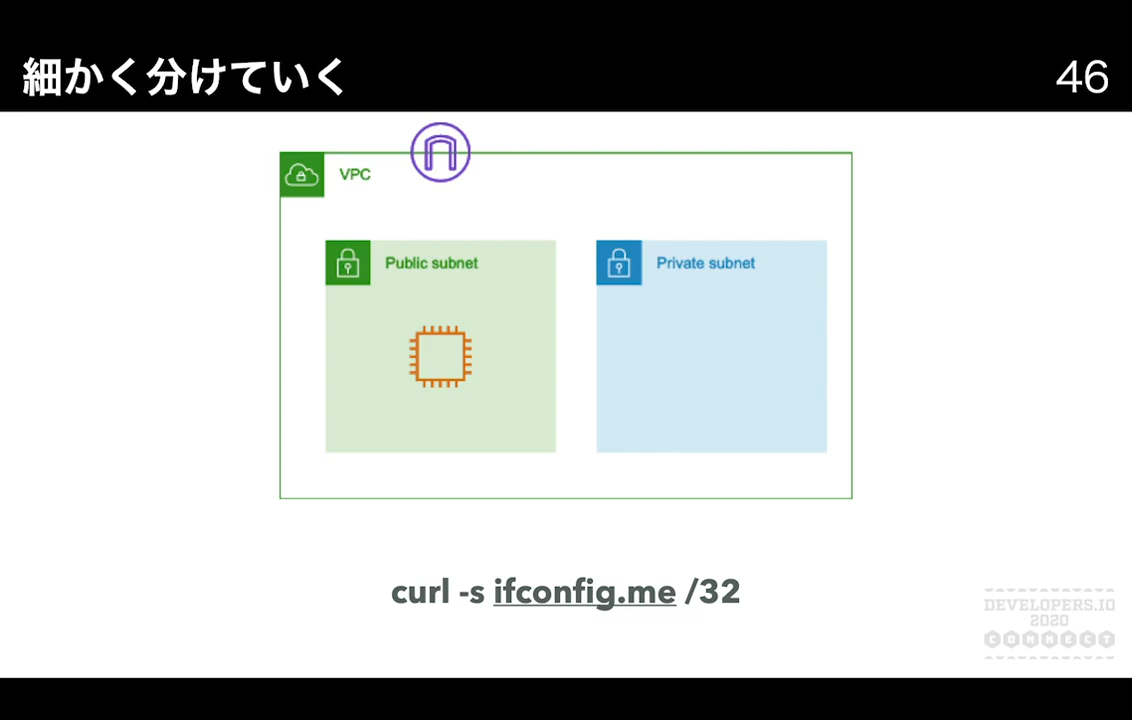 細かく分けていく
46
VPC
Public subnet
Private subnet
curl -s ifconfig.me /32
DEVELOPERS.IO
2020
CONNECT